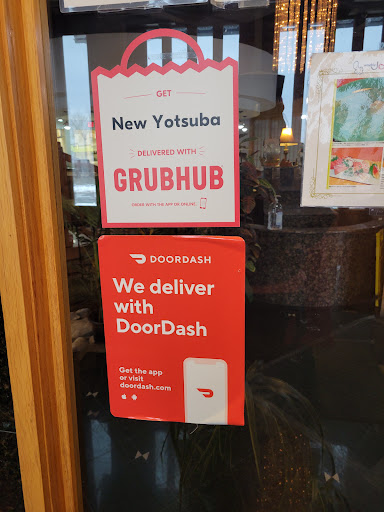 GET
New Yotsuba
DELIVERED WITH
GRUBHUB
ORDER WITH THE APP OR ONLINE
DOORDASH
We deliver
with
DoorDash
Get the app
or visit
doordash.com